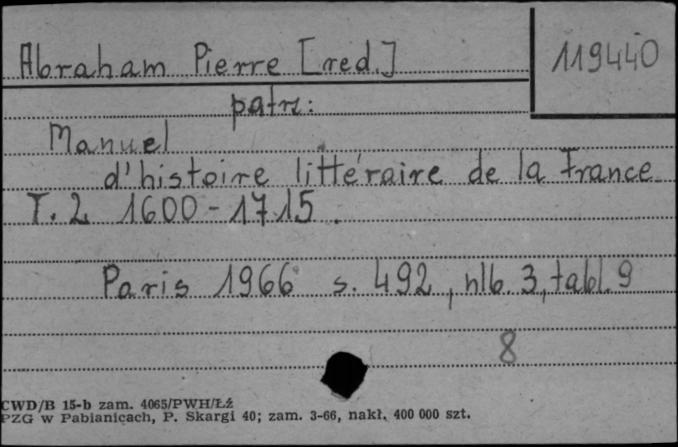 Abraham Pierre [red.]
119440
patrz:
Manuel
d'histoire littéraire de la France
T. 2 1600-1715.
Paris 1966 s. 492, nlb. 3, tabl. 9
8
CWD/B 15-b zam. 4065/PWH/Łź
PZG w Pabianicach, P. Skargi 40; zam. 3-66, nakł. 400 000 szt.